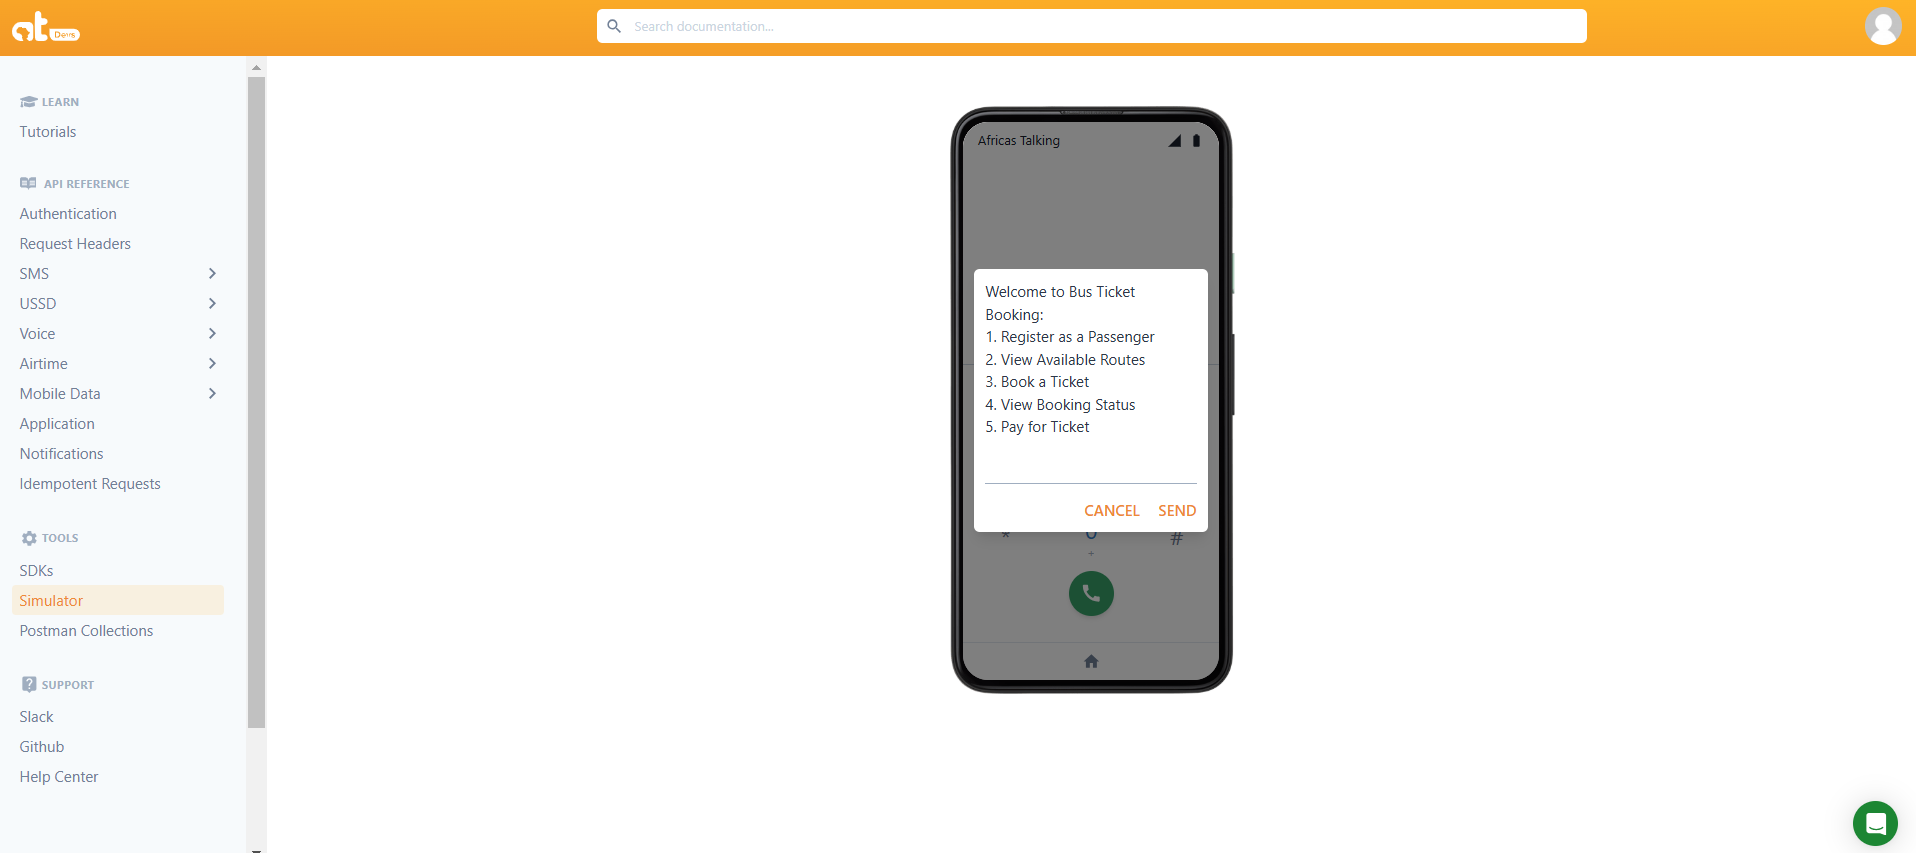 at Devs
Search documentation...
LEARN
Tutorials
API REFERENCE
Authentication
Request Headers
SMS
USSD
Voice
Airtime
Mobile Data
Application
Notifications
Idempotent Requests
TOOLS
SDKs
Simulator
Postman Collections
SUPPORT
Slack
Github
Help Center
Africas Talking
Welcome to Bus Ticket
Booking:
1. Register as a Passenger
2. View Available Routes
3. Book a Ticket
4. View Booking Status
5. Pay for Ticket
CANCEL SEND
* 0 #
+